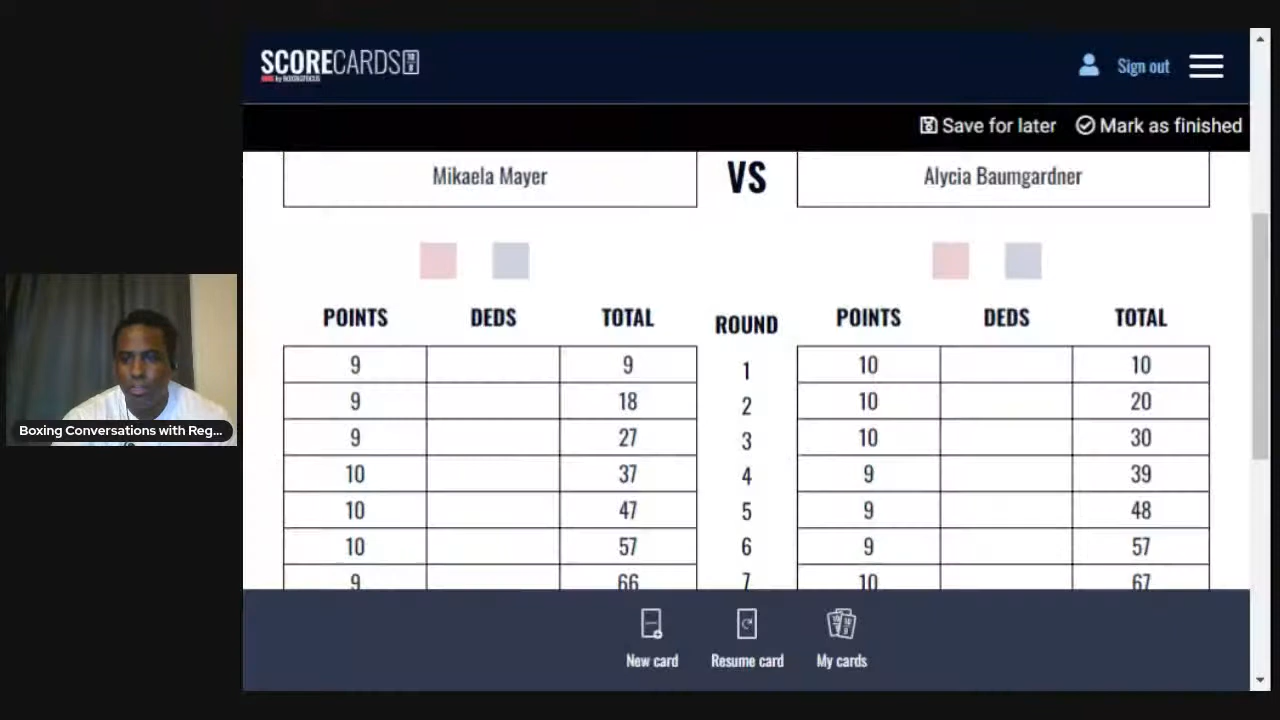 SCORECARDS
by BOXINGFOCUS
Sign out
Save for later Mark as finished
Mikaela Mayer VS Alycia Baumgardner
POINTS DEDS TOTAL ROUND POINTS DEDS TOTAL
9 9 1 10 10
9 18 2 10 20
9 27 3 10 30
10 37 4 9 39
10 47 5 9 48
10 57 6 9 57
9 66 7 10 67
Boxing Conversations with Reg...
New card Resume card My cards